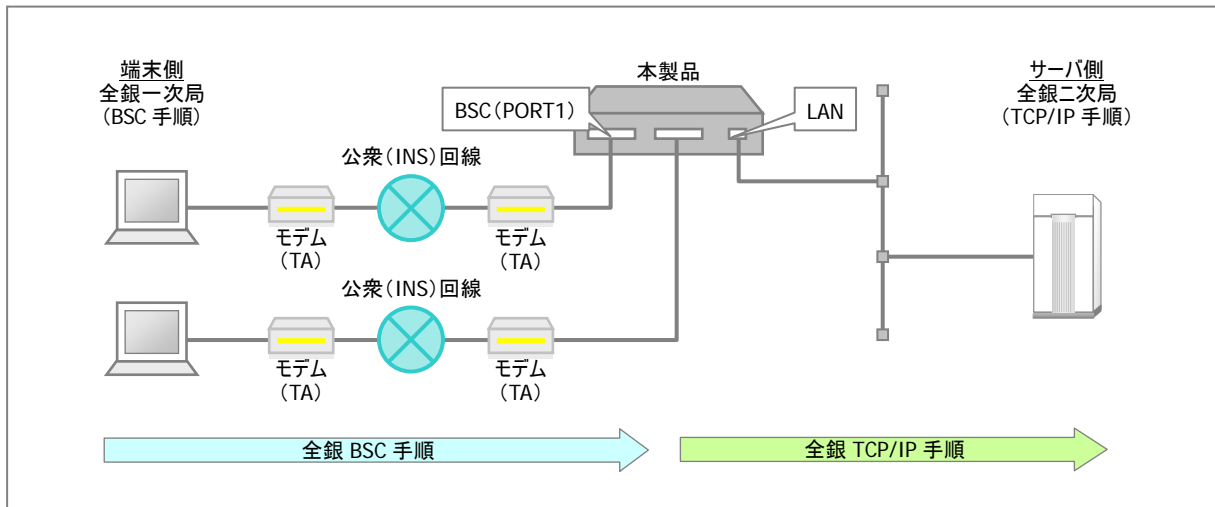 端末側
全銀一次局
(BSC 手順)
本製品
サーバ側
全銀二次局
(TCP/IP 手順)
BSC(PORT1)
LAN
公衆(INS)回線
モデム
(TA)
モデム
(TA)
公衆(INS)回線
モデム
(TA)
モデム
(TA)
全銀 BSC 手順
全銀 TCP/IP 手順